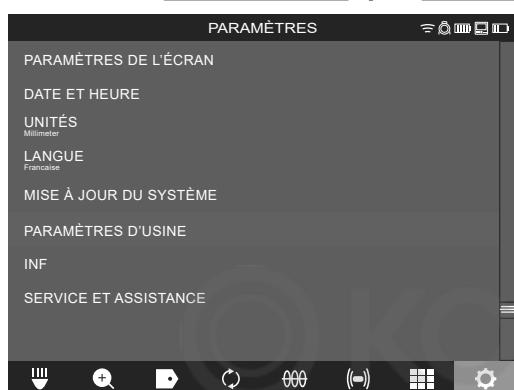 PARAMÈTRES
PARAMÈTRES DE L'ÉCRAN
DATE ET HEURE
UNITÉS
Millimeter
LANGUE
Francaise
MISE À JOUR DU SYSTÈME
PARAMÈTRES D'USINE
INF
SERVICE ET ASSISTANCE